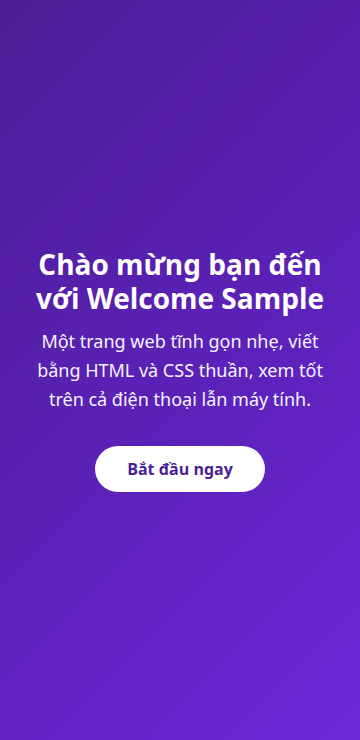 Chào mừng bạn đến
với Welcome Sample
Một trang web tĩnh gọn nhẹ, viết
bằng HTML và CSS thuần, xem tốt
trên cả điện thoại lẫn máy tính.
Bắt đầu ngay